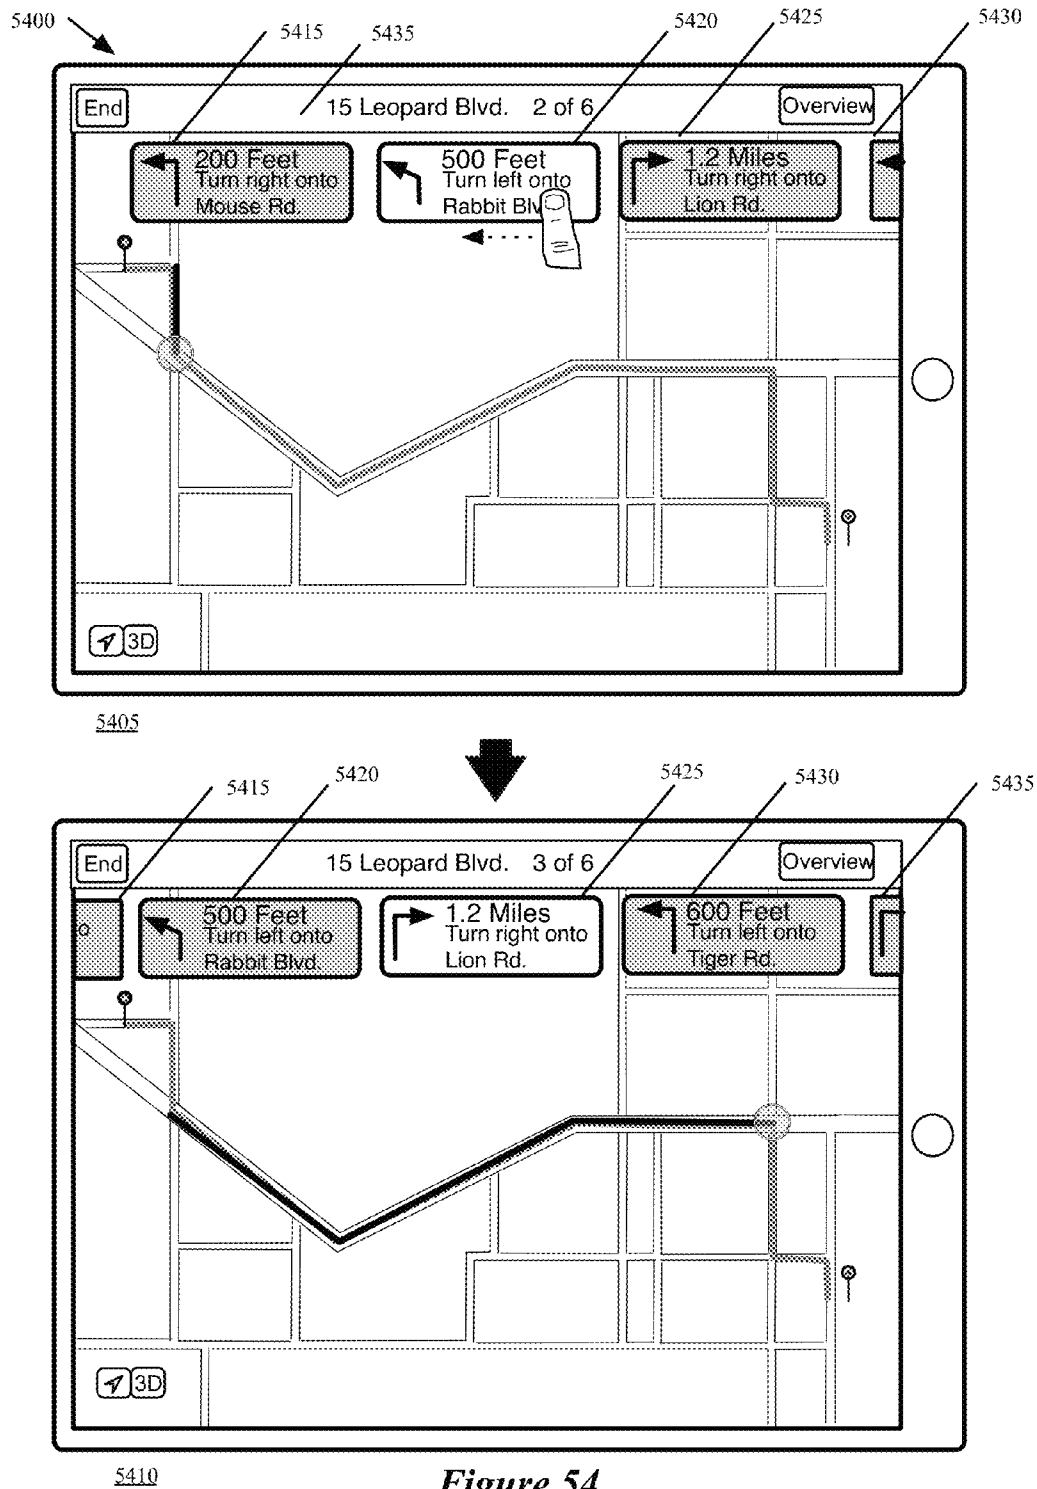 5400
5415
5435
5420
5425
5430
End
15 Leopard Blvd. 2 of 6
Overview
200 Feet
Turn right onto
Mouse Rd.
500 Feet
Turn left onto
Rabbit Blv
1.2 Miles
Turn right onto
Lion Rd.
3D
5405
5415
5420
5425
5430
5435
End
15 Leopard Blvd. 3 of 6
Overview
o
500 Feet
Turn left onto
Rabbit Blvd.
1.2 Miles
Turn right onto
Lion Rd.
600 Feet
Turn left onto
Tiger Rd.
3D
5410
Figure 54